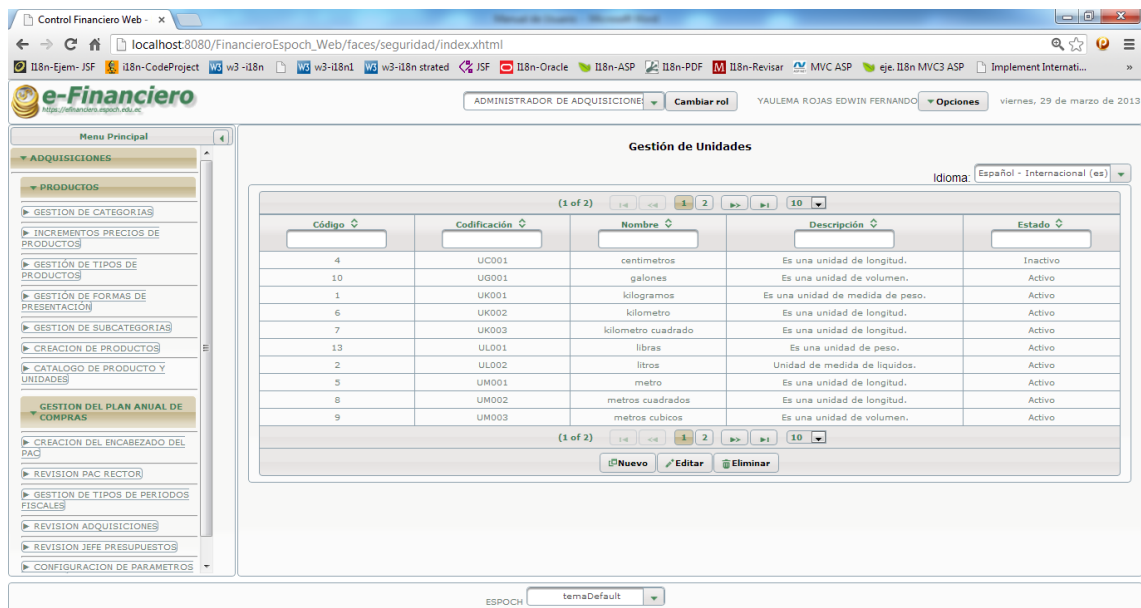 Control Financiero Web -
localhost:8080/FinancieroEspoch_Web/faces/seguridad/index.xhtml
I18n-Ejem- JSF i18n-CodeProject w3 -i18n w3-i18n1 w3-i18n strated JSF I18n-Oracle I18n-ASP I18n-PDF I18n-Revisar MVC ASP eje. I18n MVC3 ASP Implement Internati... »
e-Financiero
https://efinanciero.espoch.edu.ec
ADMINISTRADOR DE ADQUISICIONES Cambiar rol YAULEMA ROJAS EDWIN FERNANDO Opciones viernes, 29 de marzo de 2013
Menu Principal
ADQUISICIONES
PRODUCTOS
GESTION DE CATEGORIAS
INCREMENTOS PRECIOS DE
PRODUCTOS
GESTIÓN DE TIPOS DE
PRODUCTOS
GESTIÓN DE FORMAS DE
PRESENTACIÓN
GESTION DE SUBCATEGORIAS
CREACION DE PRODUCTOS
CATALOGO DE PRODUCTO Y
UNIDADES
GESTION DEL PLAN ANUAL DE
COMPRAS
CREACION DEL ENCABEZADO DEL
PAC
REVISION PAC RECTOR
GESTION DE TIPOS DE PERIODOS
FISCALES
REVISION ADQUISICIONES
REVISION JEFE PRESUPUESTOS
CONFIGURACION DE PARAMETROS
Gestión de Unidades
Idioma: Español - Internacional (es)
(1 of 2) 1 2 10
Código Codificación Nombre Descripción Estado
4 UC001 centimetros Es una unidad de longitud. Inactivo
10 UG001 galones Es una unidad de volumen. Activo
1 UK001 kilogramos Es una unidad de medida de peso. Activo
6 UK002 kilometro Es una unidad de longitud. Activo
7 UK003 kilometro cuadrado Es una unidad de longitud. Activo
13 UL001 libras Es una unidad de peso. Activo
2 UL002 litros Unidad de medida de liquidos. Activo
5 UM001 metro Es una unidad de longitud. Activo
8 UM002 metros cuadrados Es una unidad de longitud. Activo
9 UM003 metros cubicos Es una unidad de volumen. Activo
(1 of 2) 1 2 10
Nuevo Editar Eliminar
ESPOCH temaDefault